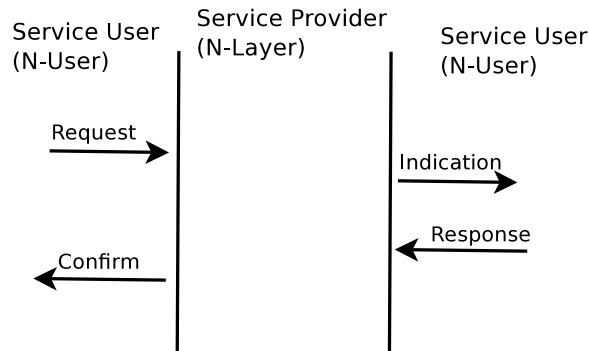 Service User
(N-User)
Service Provider
(N-Layer)
Service User
(N-User)
Request
Indication
Response
Confirm